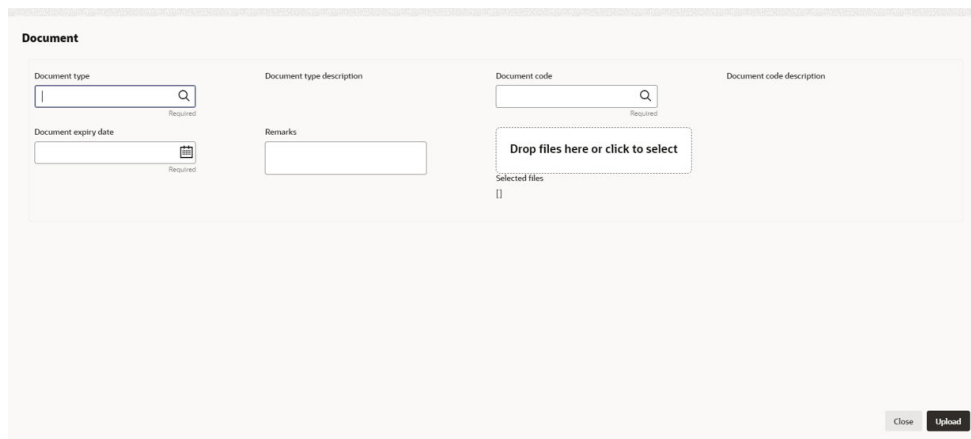 Document
Document type
Document type description
Document code
Document code description
Required
Required
Document expiry date
Remarks
Drop files here or click to select
Required
Selected files
[]
Close
Upload